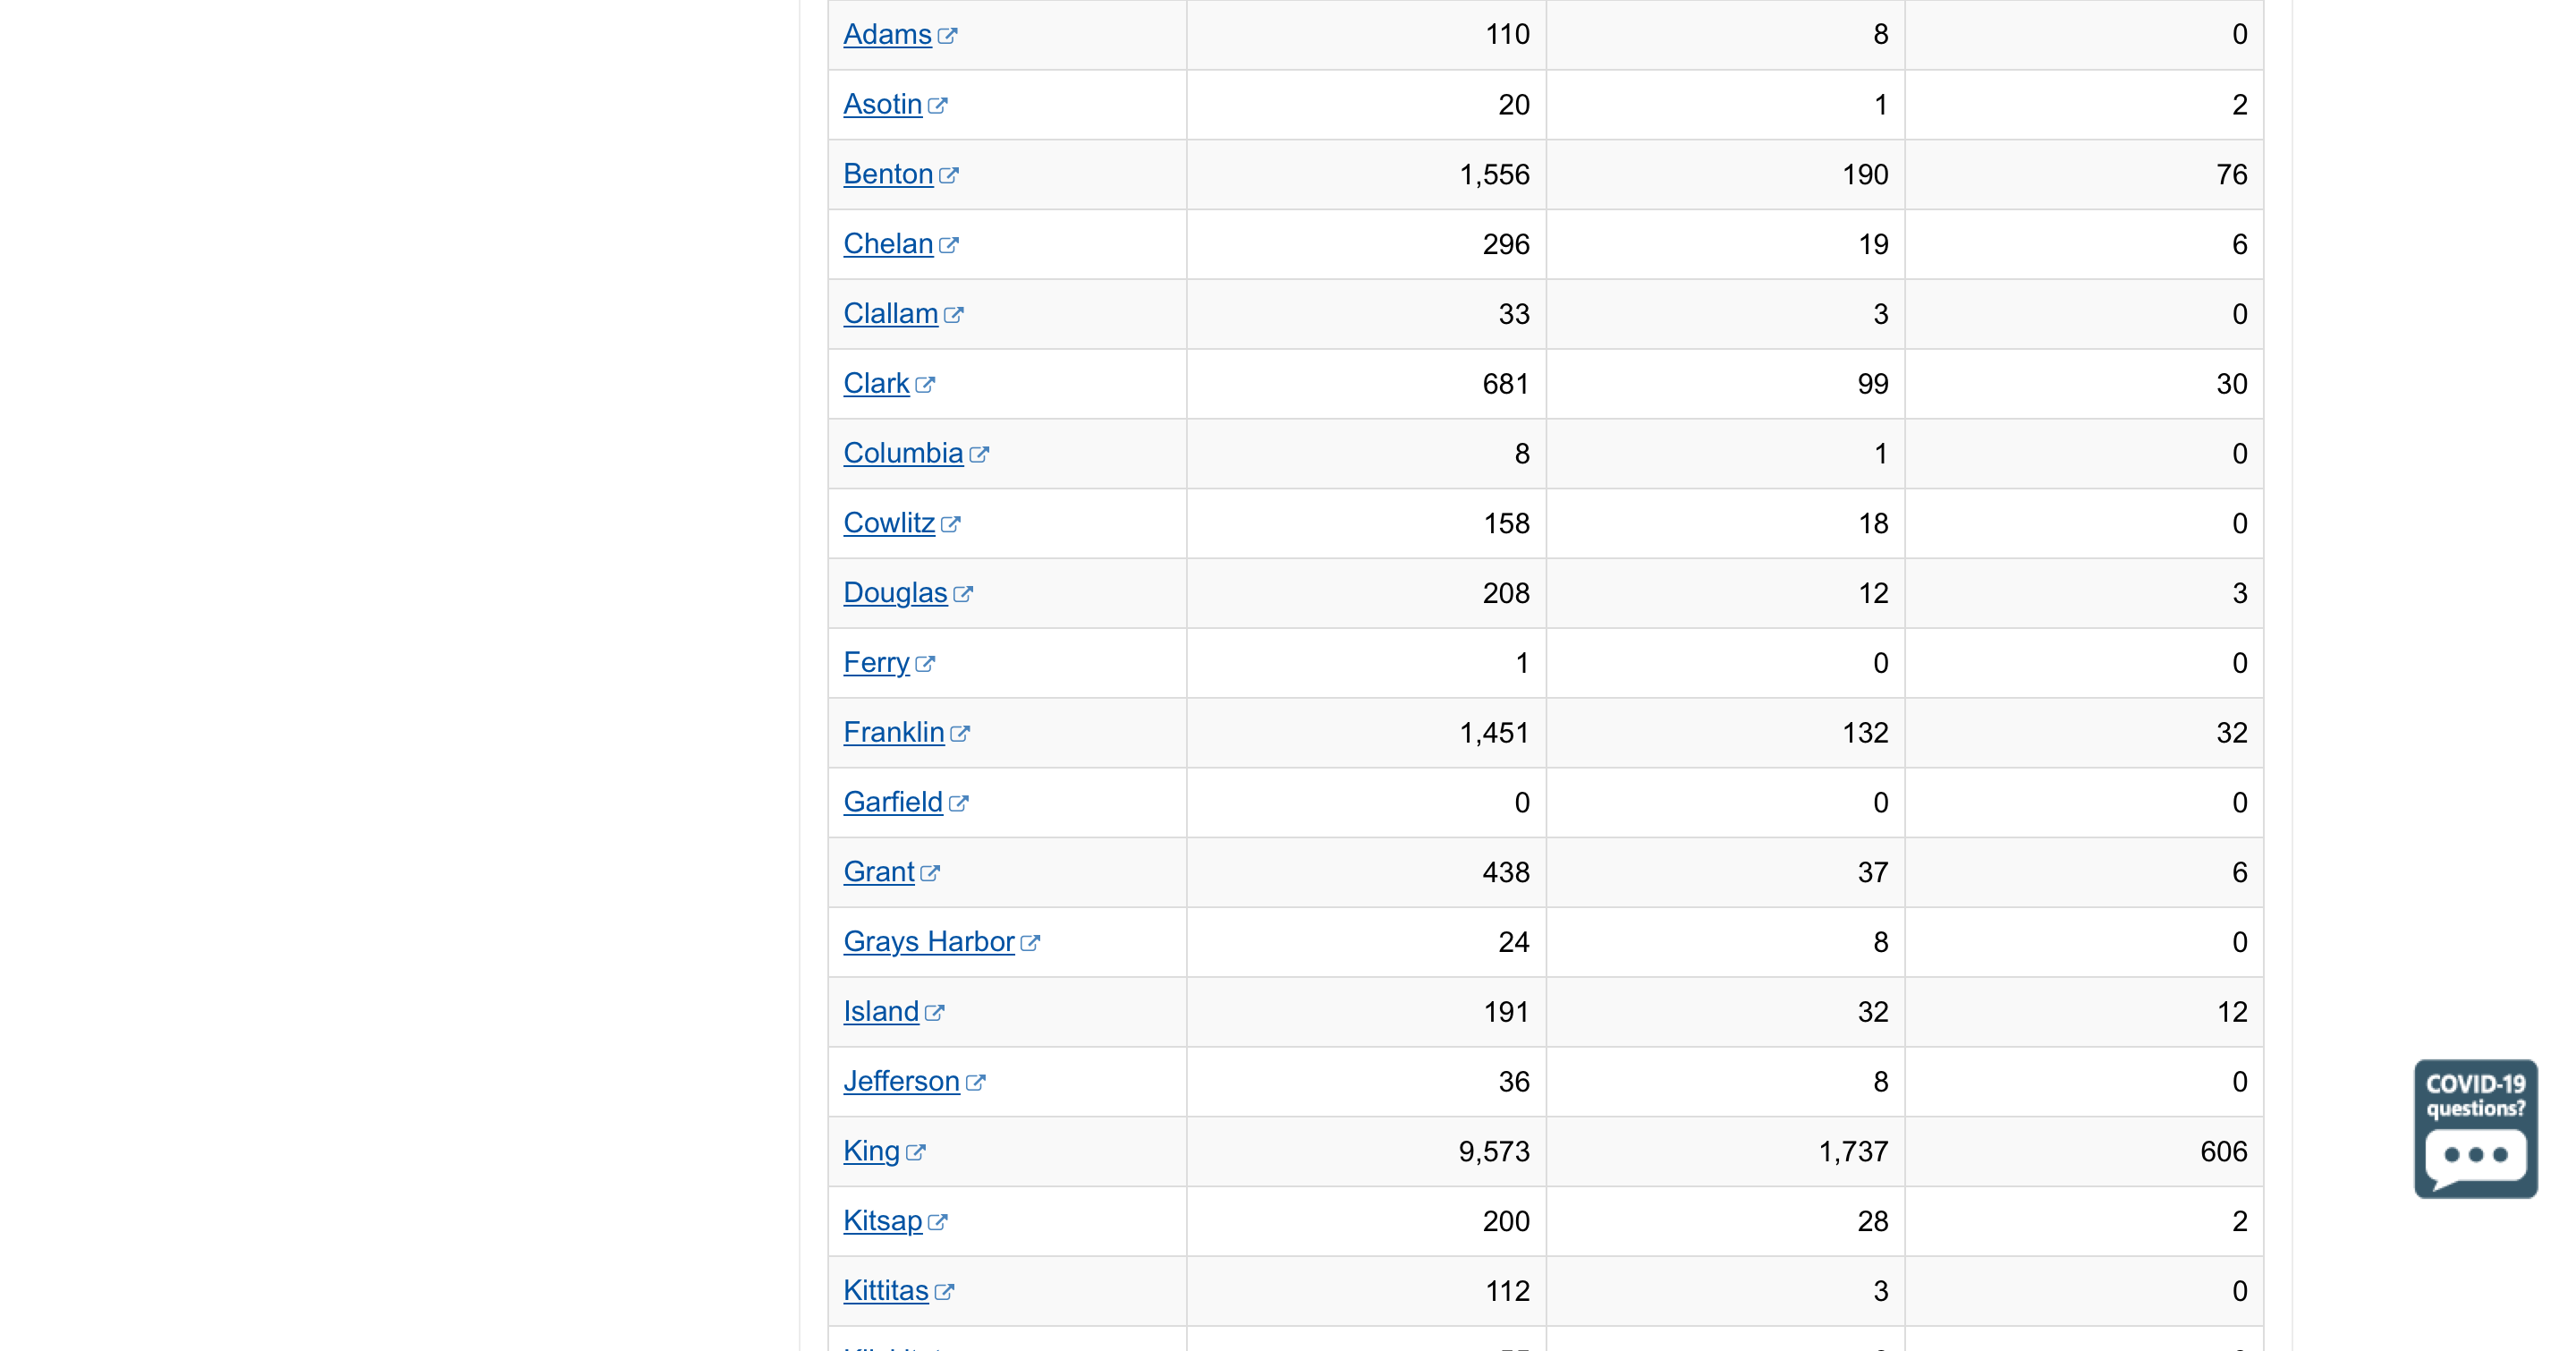 Adams 110 8 0
Asotin 20 1 2
Benton 1,556 190 76
Chelan 296 19 6
Clallam 33 3 0
Clark 681 99 30
Columbia 8 1 0
Cowlitz 158 18 0
Douglas 208 12 3
Ferry 1 0 0
Franklin 1,451 132 32
Garfield 0 0 0
Grant 438 37 6
Grays Harbor 24 8 0
Island 191 32 12
Jefferson 36 8 0
King 9,573 1,737 606
Kitsap 200 28 2
Kittitas 112 3 0
COVID-19
questions?